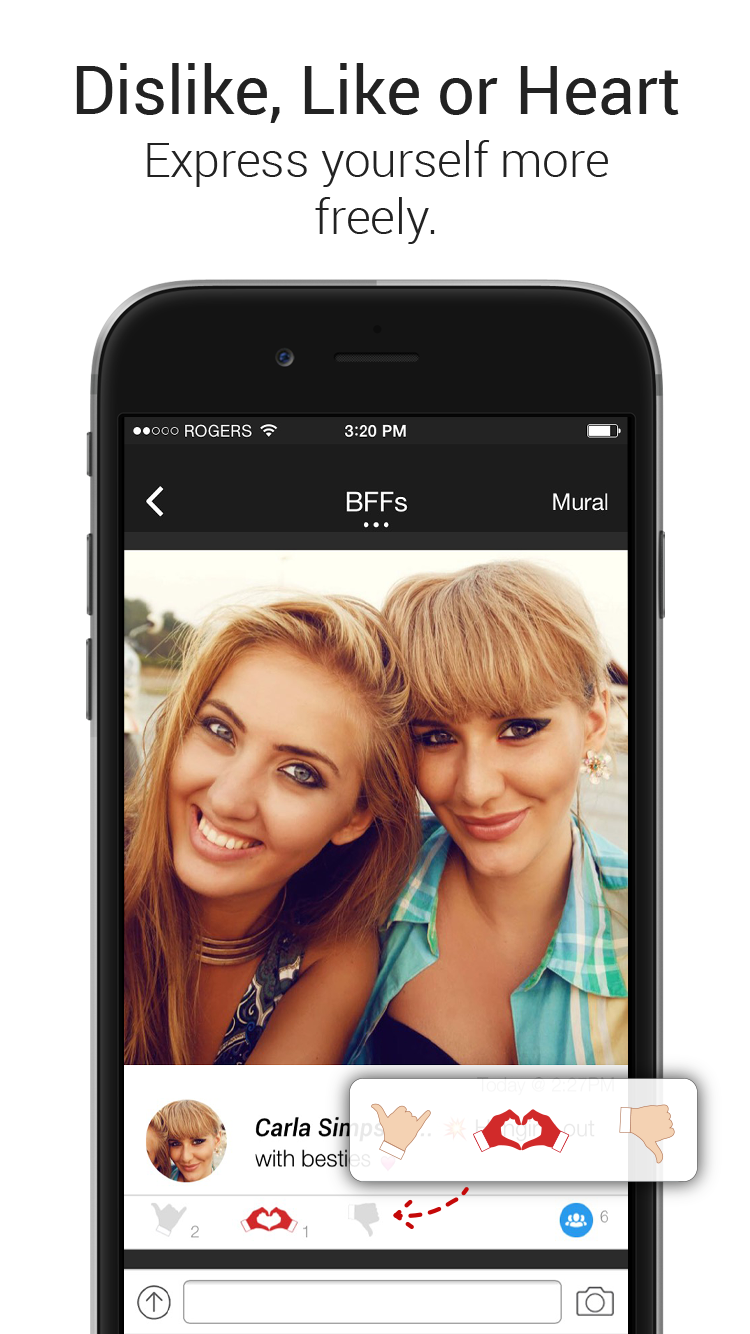 Dislike, Like or Heart
Express yourself more
freely.
ROGERS 3:20 PM
BFFs Mural
Today @ 2:27PM
Carla Simps... out
with besties
2 1 6